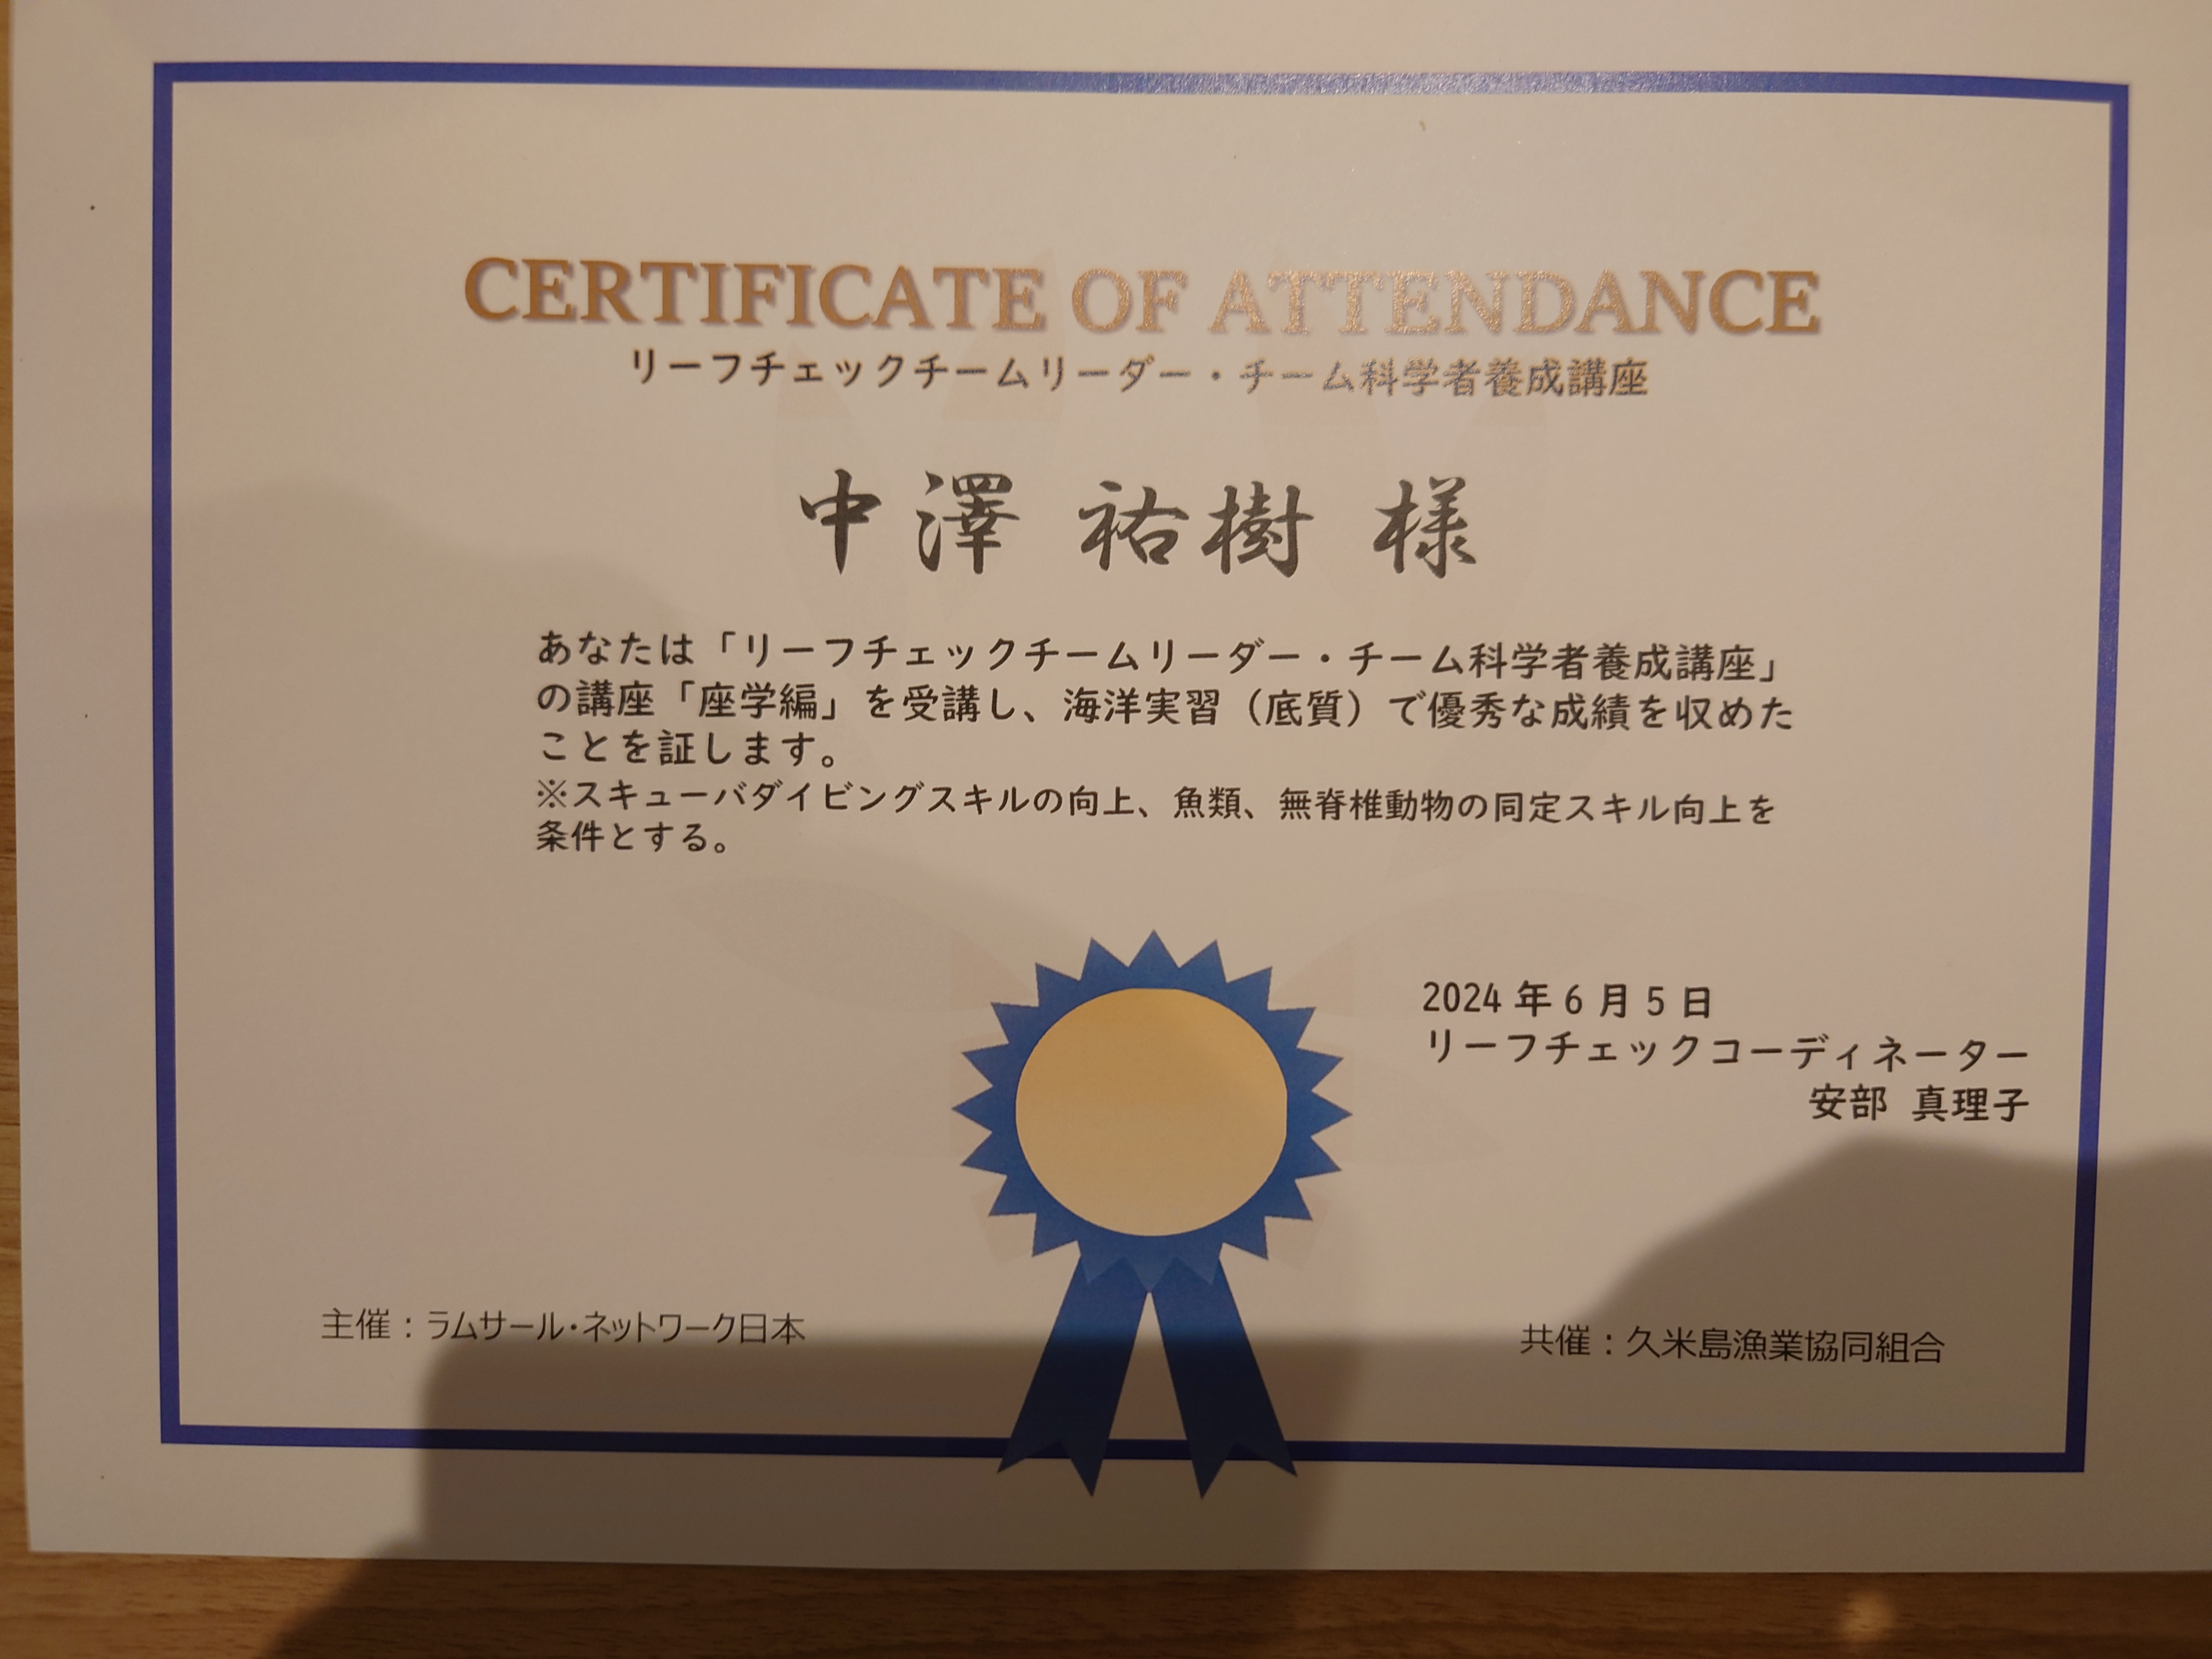 CERTIFICATE OF ATTENDANCE
リーフチェックチームリーダー・チーム科学者養成講座
中澤 祐樹 様
あなたは「リーフチェックチームリーダー・チーム科学者養成講座」
の講座「座学編」を受講し、海洋実習（底質）で優秀な成績を収めた
ことを証します。
※スキューバダイビングスキルの向上、魚類、無脊椎動物の同定スキル向上を
条件とする。
2024 年 6 月 5 日
リーフチェックコーディネーター
安部 真理子
主催：ラムサール・ネットワーク日本
共催：久米島漁業協同組合